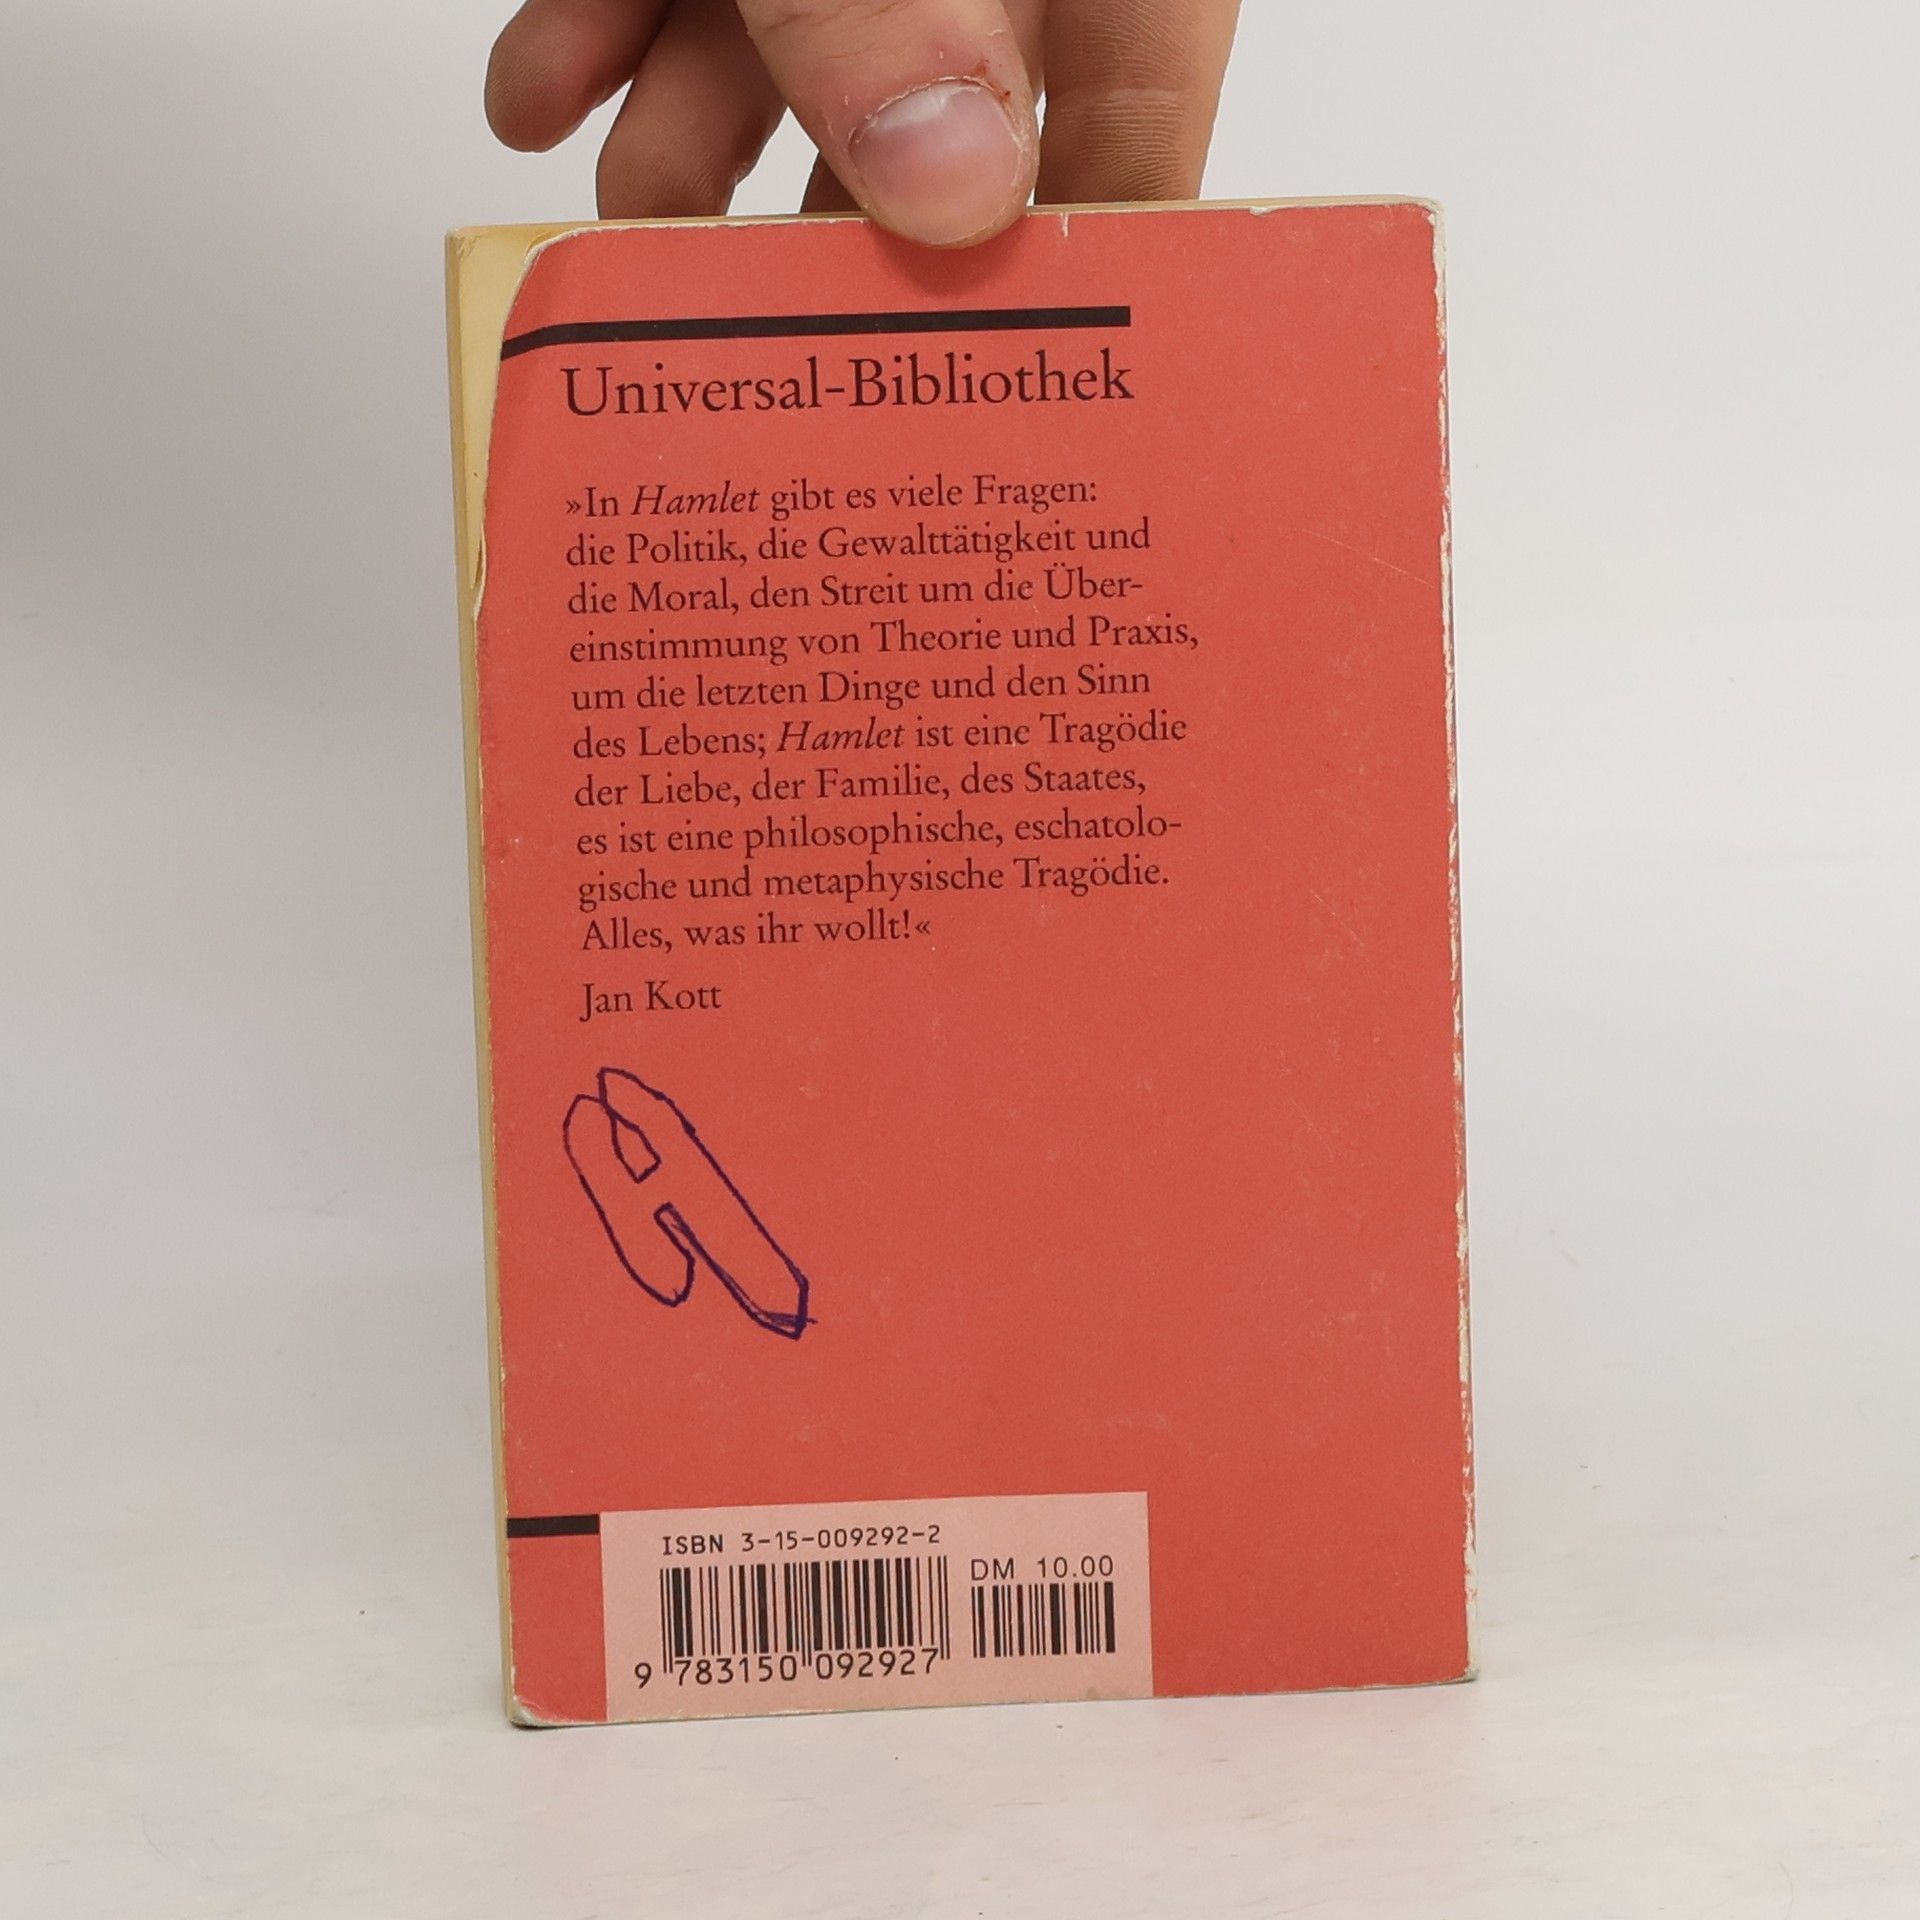 Universal-Bibliothek
»In Hamlet gibt es viele Fragen:
die Politik, die Gewalttätigkeit und
die Moral, den Streit um die Über-
einstimmung von Theorie und Praxis,
um die letzten Dinge und den Sinn
des Lebens; Hamlet ist eine Tragödie
der Liebe, der Familie, des Staates,
es ist eine philosophische, eschatolo-
gische und metaphysische Tragödie.
Alles, was ihr wollt!«
Jan Kott
ISBN 3-15-009292-2
DM 10.00
9 783150 092927